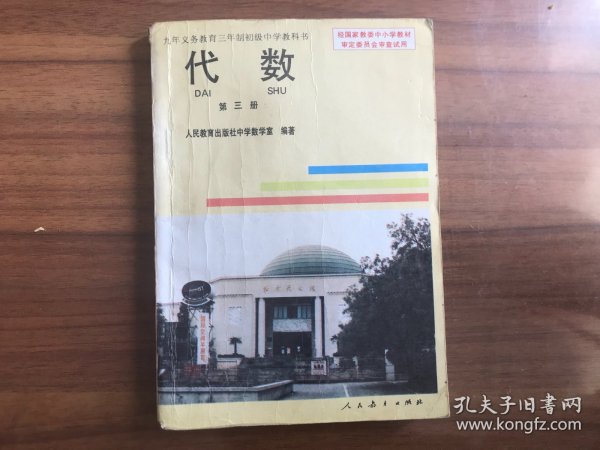 九年义务教育三年制初级中学教科书
经国家教委中小学教材
审定委员会审查试用
代 数
DAI SHU
第三册
人民教育出版社中学数学室 编著
人民教育出版社
孔夫子旧书网
www.kongfz.com